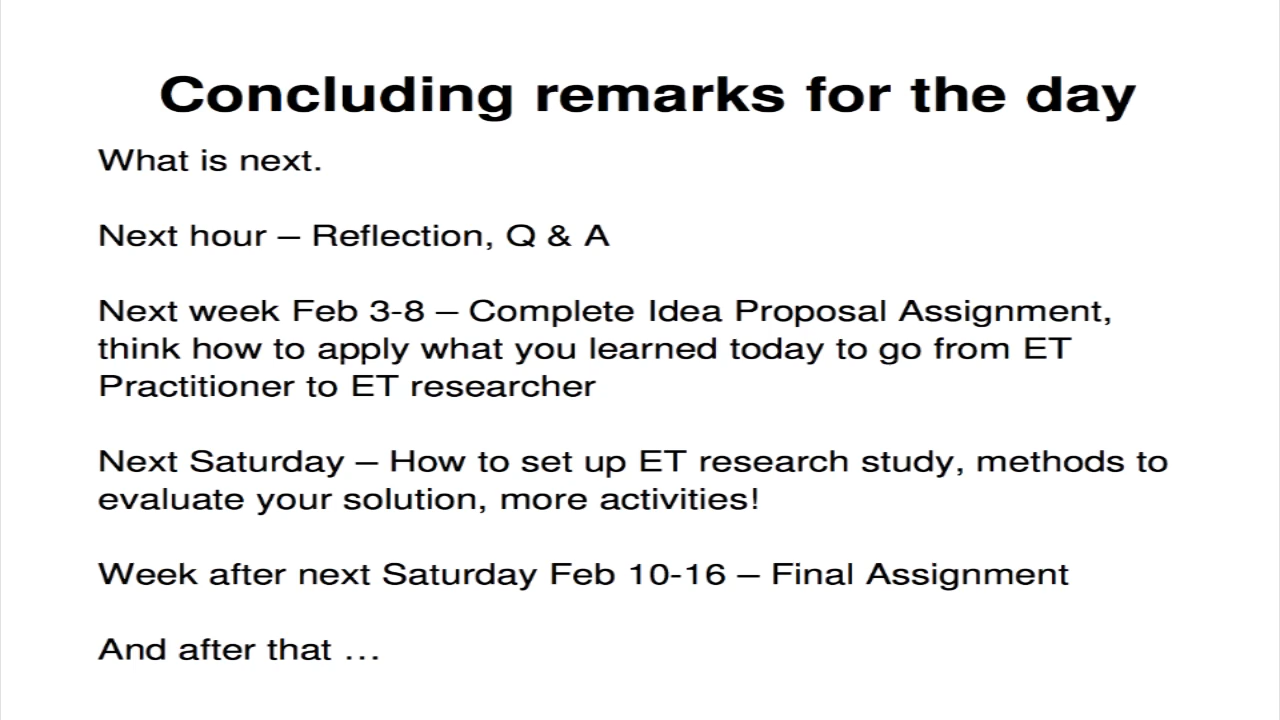 Concluding remarks for the day
What is next.
Next hour – Reflection, Q & A
Next week Feb 3-8 – Complete Idea Proposal Assignment,
think how to apply what you learned today to go from ET
Practitioner to ET researcher
Next Saturday – How to set up ET research study, methods to
evaluate your solution, more activities!
Week after next Saturday Feb 10-16 – Final Assignment
And after that …